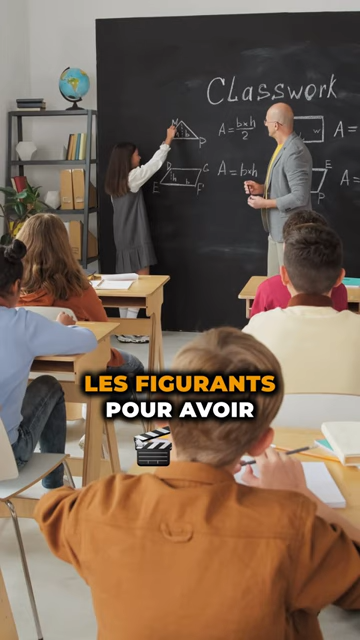 Classwork
A = b×h/2
A = b×h
LES FIGURANTS
POUR AVOIR